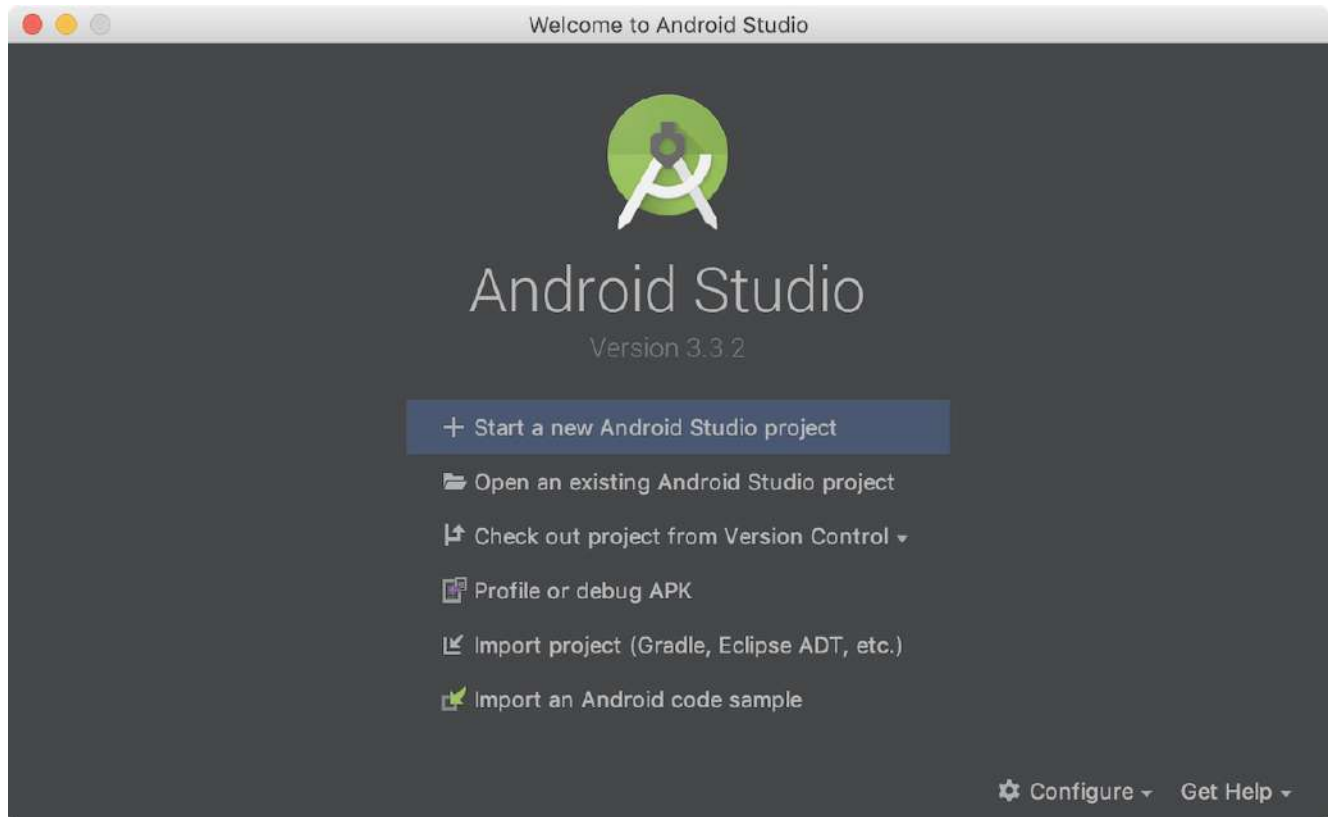 Welcome to Android Studio
Android Studio
Version 3.3.2
Start a new Android Studio project
Open an existing Android Studio project
Check out project from Version Control
Profile or debug APK
Import project (Gradle, Eclipse ADT, etc.)
Import an Android code sample
Configure Get Help